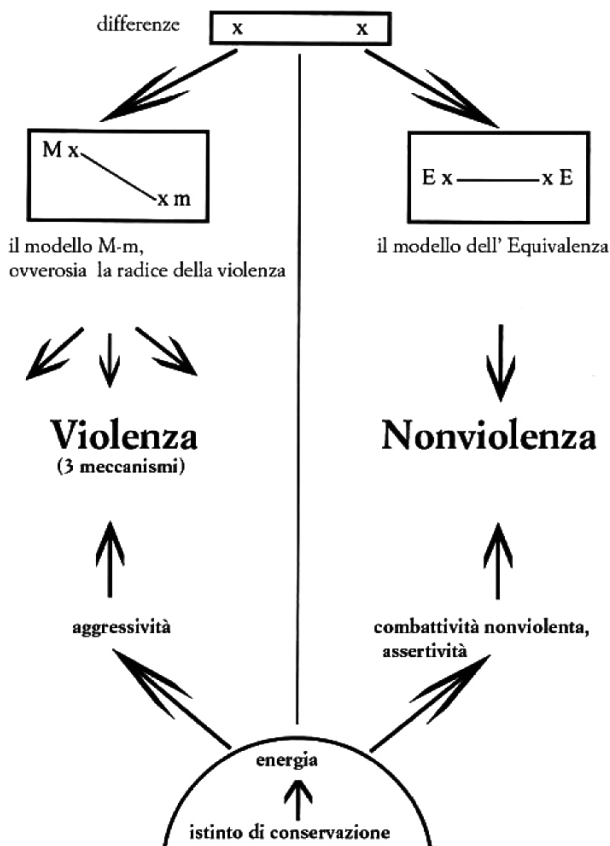 differenze
x x
M x
x m
E x x E
il modello M-m,
ovverosia la radice della violenza
il modello dell' Equivalenza
Violenza
(3 meccanismi)
Nonviolenza
aggressività
combattività nonviolenta,
assertività
energia
istinto di conservazione